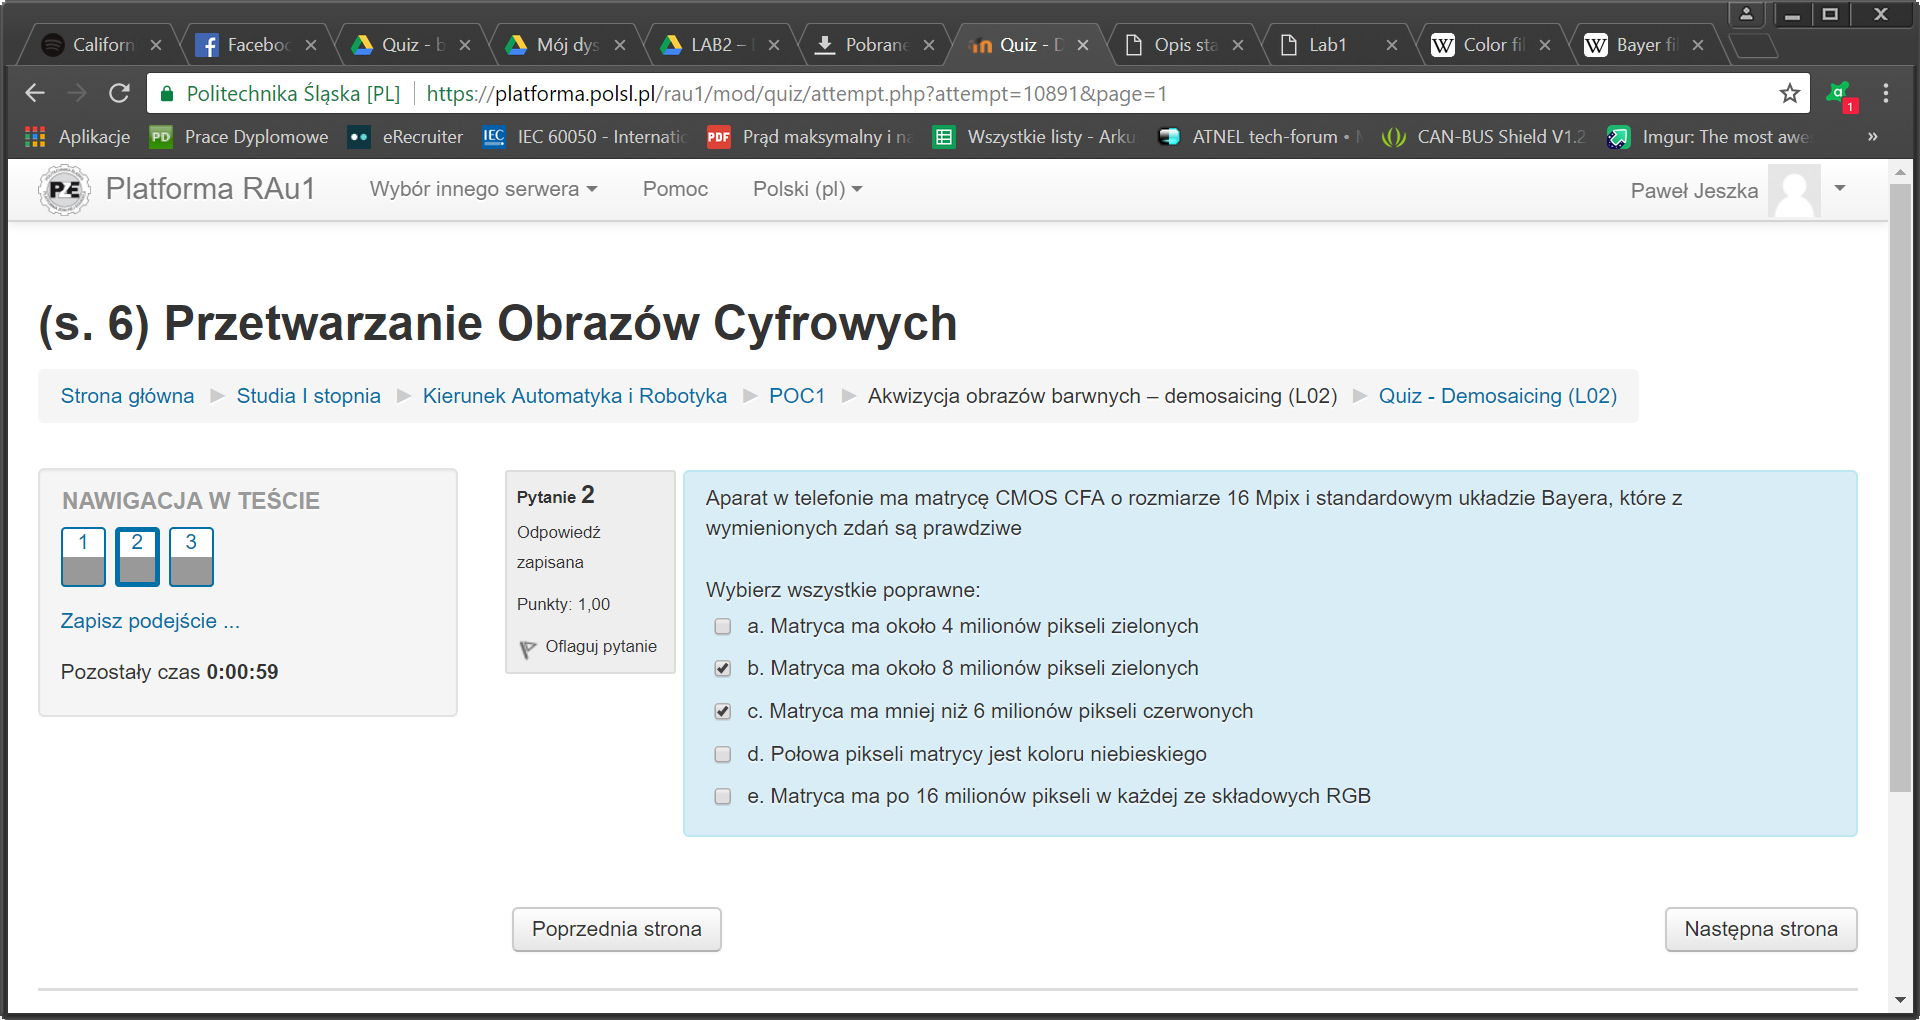 Californ
Faceboo
Quiz - b
Mój dys
LAB2 –
Pobrane
Quiz - D
Opis sta
Lab1
Color fi
Bayer fi
Politechnika Śląska [PL]
https://platforma.polsl.pl/rau1/mod/quiz/attempt.php?attempt=10891&page=1
1
Aplikacje
PD Prace Dyplomowe
eRecruiter
IEC IEC 60050 - Internatic
PDF Prąd maksymalny i na
Wszystkie listy - Arku
ATNEL tech-forum •
CAN-BUS Shield V1.2
Imgur: The most awe
»
Platforma RAu1
Wybór innego serwera
Pomoc
Polski (pl)
Paweł Jeszka
(s. 6) Przetwarzanie Obrazów Cyfrowych
Strona główna ► Studia I stopnia ► Kierunek Automatyka i Robotyka ► POC1 ► Akwizycja obrazów barwnych – demosaicing (L02) ► Quiz - Demosaicing (L02)
NAWIGACJA W TEŚCIE
1 2 3
Zapisz podejście ...
Pozostały czas 0:00:59
Pytanie 2
Odpowiedź
zapisana
Punkty: 1,00
Oflaguj pytanie
Aparat w telefonie ma matrycę CMOS CFA o rozmiarze 16 Mpix i standardowym układzie Bayera, które z
wymienionych zdań są prawdziwe
Wybierz wszystkie poprawne:
a. Matryca ma około 4 milionów pikseli zielonych
b. Matryca ma około 8 milionów pikseli zielonych
c. Matryca ma mniej niż 6 milionów pikseli czerwonych
d. Połowa pikseli matrycy jest koloru niebieskiego
e. Matryca ma po 16 milionów pikseli w każdej ze składowych RGB
Poprzednia strona
Następna strona